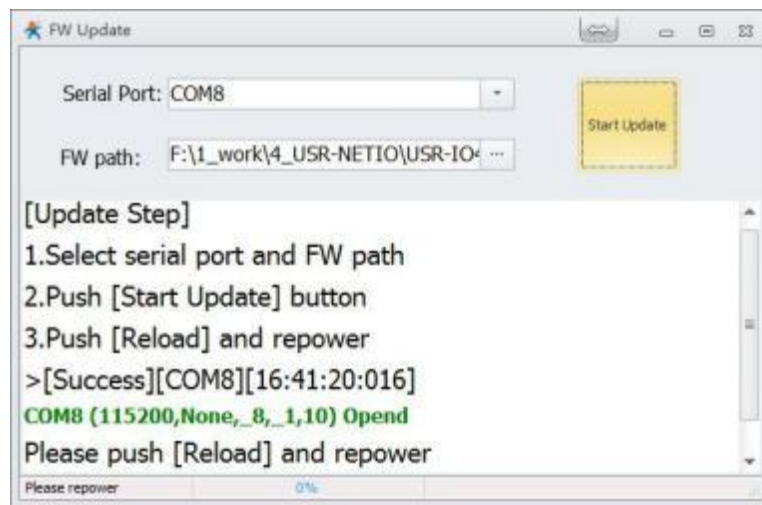 FW Update
Serial Port: COM8
Start Update
FW path: F:\1_work\4_USR-NETIO\USR-IO4 ...
[Update Step]
1.Select serial port and FW path
2.Push [Start Update] button
3.Push [Reload] and repower
>[Success][COM8][16:41:20:016]
COM8 (115200,None,_8,_1,10) Opend
Please push [Reload] and repower
Please repower 0%